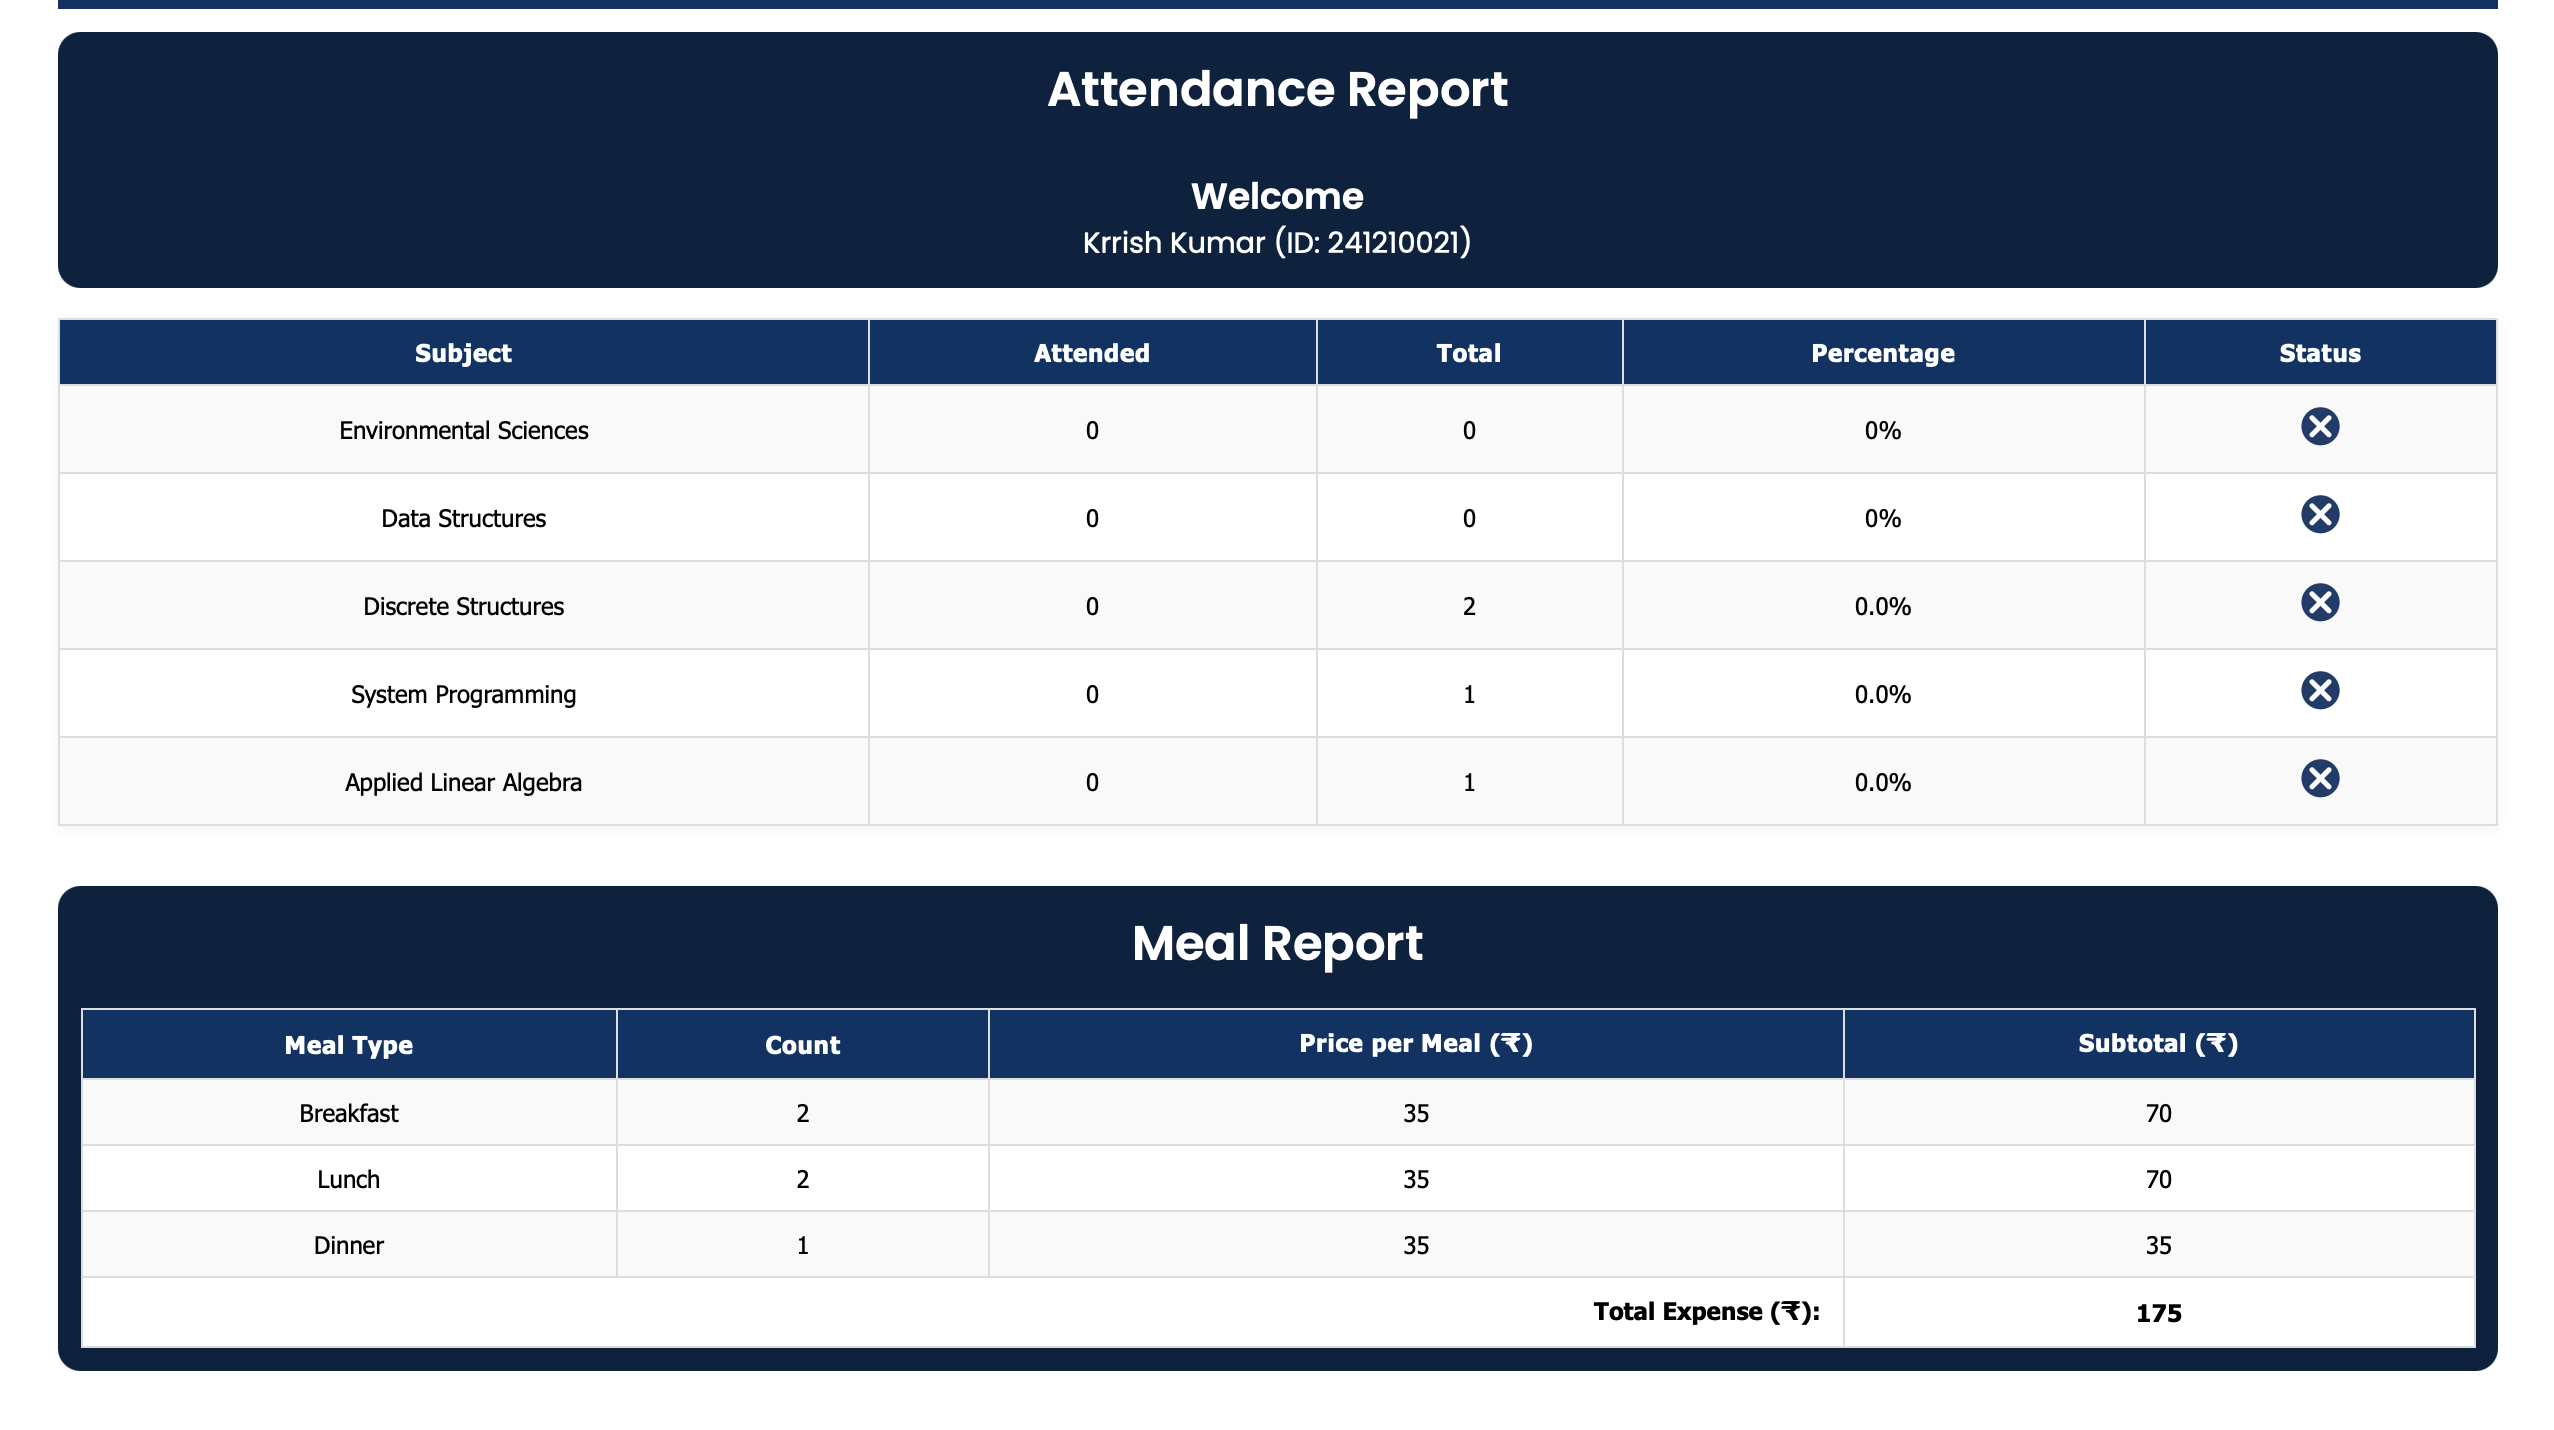 Attendance Report
Welcome
Krrish Kumar (ID: 241210021)
Subject Attended Total Percentage Status
Environmental Sciences 0 0 0%
Data Structures 0 0 0%
Discrete Structures 0 2 0.0%
System Programming 0 1 0.0%
Applied Linear Algebra 0 1 0.0%
Meal Report
Meal Type Count Price per Meal (₹) Subtotal (₹)
Breakfast 2 35 70
Lunch 2 35 70
Dinner 1 35 35
Total Expense (₹): 175